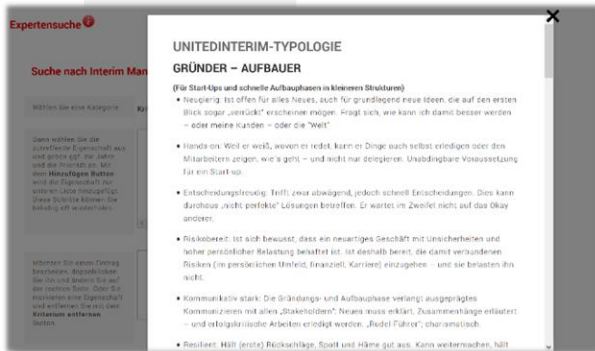 Expertensuche
Suche nach Interim Man
Wählen Sie eine Kategorie
Kri
Dann wählen Sie die
zutreffende Eigenschaft aus
und geben ggf. die Jahre
und die Priorität an. Mit
dem Hinzufügen Button
wird die Eigenschaft zur
unteren Liste hinzugefügt.
Diese Schritte können Sie
beliebig oft wiederholen.
Möchten Sie einen Eintrag
bearbeiten, doppelklicken
Sie ihn und ändern Sie auf
der rechten Seite. Oder Sie
markieren eine Eigenschaft
und entfernen Sie mit dem
Kriterium entfernen
Button.
UNITEDINTERIM-TYPOLOGIE
GRÜNDER – AUFBAUER
(Für Start-Ups und schnelle Aufbauphasen in kleineren Strukturen)
• Neugierig: Ist offen für alles Neues, auch für grundlegend neue Ideen, die auf den ersten
Blick sogar „verrückt" erscheinen mögen. Fragt sich, wie kann ich damit besser werden
– oder meine Kunden – oder die "Welt"
• Hands-on: Weil er weiß, wovon er redet, kann er Dinge auch selbst erledigen oder den
Mitarbeitern zeigen, wie's geht – und nicht nur delegieren. Unabdingbare Voraussetzung
für ein Start-up.
• Entscheidungsfreudig: Trifft zwar abwägend, jedoch schnell Entscheidungen. Dies kann
durchaus „nicht-perfekte" Lösungen betreffen. Er wartet im Zweifel nicht auf das Okay
anderer.
• Risikobereit: Ist sich bewusst, dass ein neuartiges Geschäft mit Unsicherheiten und
hoher persönlicher Belastung behaftet ist. Ist deshalb bereit, die damit verbundenen
Risiken (im persönlichen Umfeld, finanziell, Karriere) einzugehen – und sie belasten ihn
nicht.
• Kommunikativ stark: Die Gründungs- und Aufbauphase verlangt ausgeprägtes
Kommunizieren mit allen „Stakeholdern": Neues muss erklärt, Zusammenhänge erläutert
– und erfolgskritische Arbeiten erledigt werden. „Rudel Führer"; charismatisch.
• Resilient: Hält (erste) Rückschläge, Spott und Häme gut aus. Kann weitermachen, hält